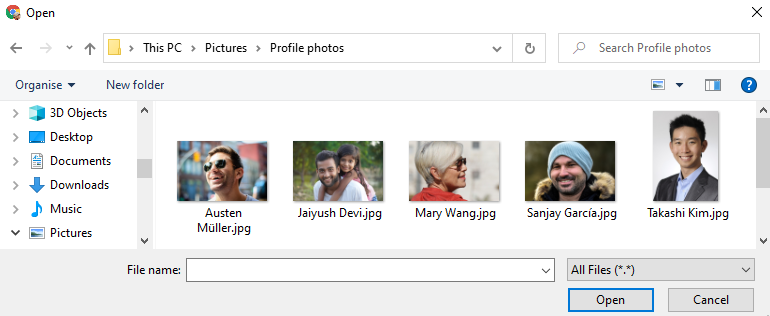 Open
This PC > Pictures > Profile photos
Search Profile photos
Organise
New folder
3D Objects
Desktop
Documents
Downloads
Music
Pictures
Austen
Müller.jpg
Jaiyush Devi.jpg
Mary Wang.jpg
Sanjay García.jpg
Takashi Kim.jpg
File name:
All Files (*.*)
Open
Cancel